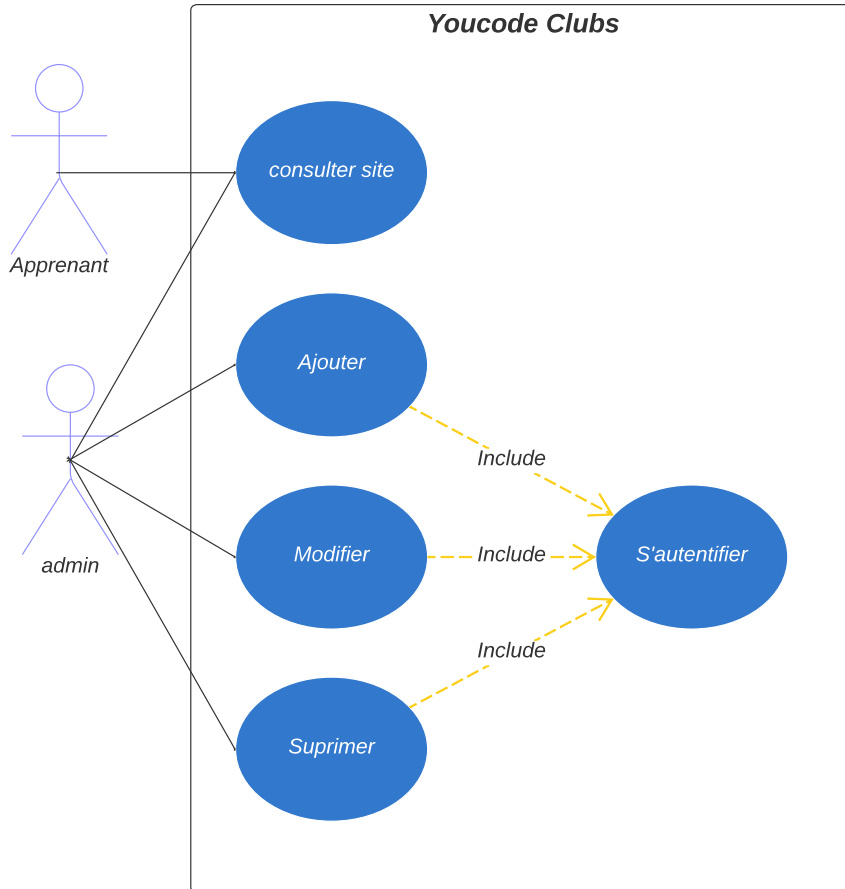 Youcode Clubs
consulter site
Apprenant
Ajouter
Include
admin
Modifier
Include
S'autentifier
Include
Suprimer